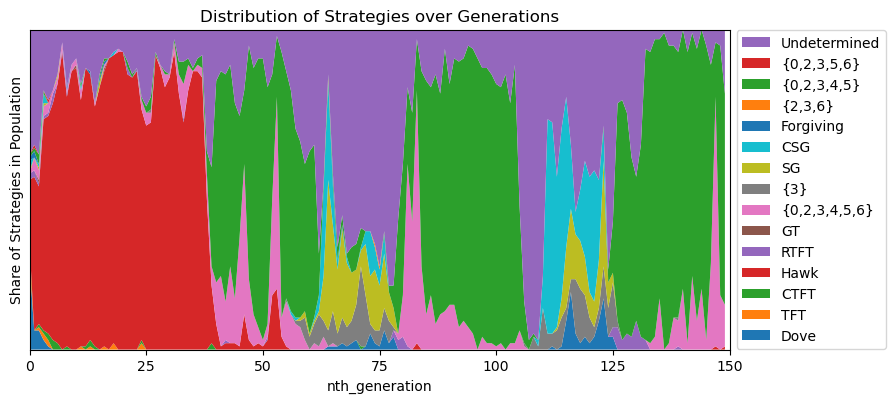 Distribution of Strategies over Generations
Share of Strategies in Population
0
25
50
75
100
125
150
nth_generation
Undetermined
{0,2,3,5,6}
{0,2,3,4,5}
{2,3,6}
Forgiving
CSG
SG
{3}
{0,2,3,4,5,6}
GT
RTFT
Hawk
CTFT
TFT
Dove